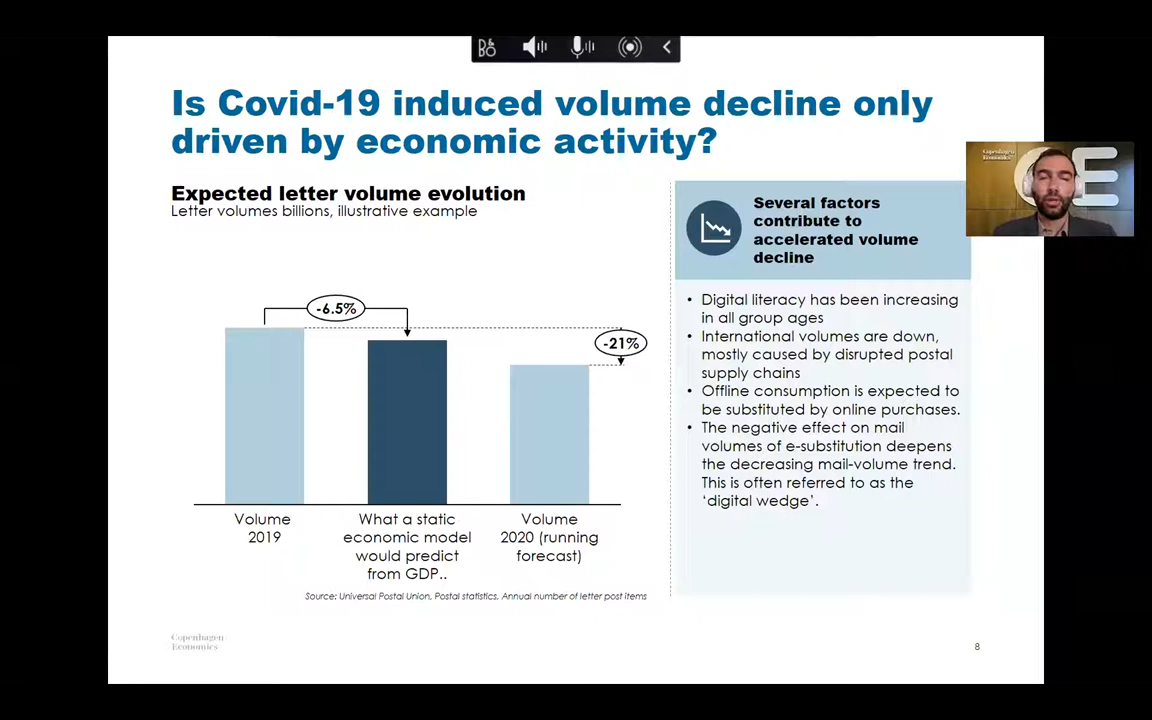 B&O
Is Covid-19 induced volume decline only
driven by economic activity?
Expected letter volume evolution
Letter volumes billions, illustrative example
-6.5%
-21%
Volume
2019
What a static
economic model
would predict
from GDP..
Volume
2020 (running
forecast)
Source: Universal Postal Union, Postal statistics, Annual number of letter post items
Several factors
contribute to
accelerated volume
decline
• Digital literacy has been increasing
in all group ages
• International volumes are down,
mostly caused by disrupted postal
supply chains
• Offline consumption is expected to
be substituted by online purchases.
• The negative effect on mail
volumes of e-substitution deepens
the decreasing mail-volume trend.
This is often referred to as the
‘digital wedge’.
Copenhagen
Economics
CE
Copenhagen
Economics
8